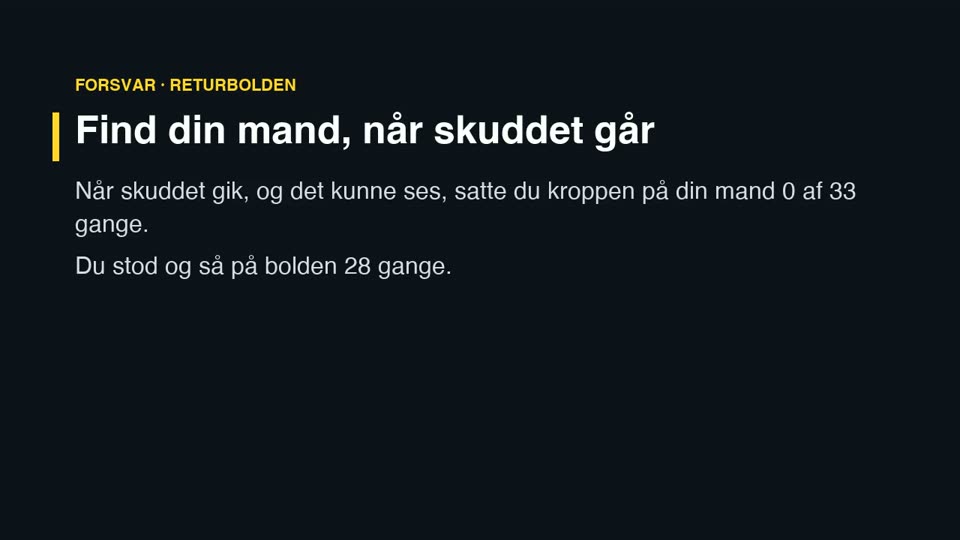 FORSVAR · RETURBOLDEN
Find din mand, når skuddet går
Når skuddet gik, og det kunne ses, satte du kroppen på din mand 0 af 33
gange.
Du stod og så på bolden 28 gange.